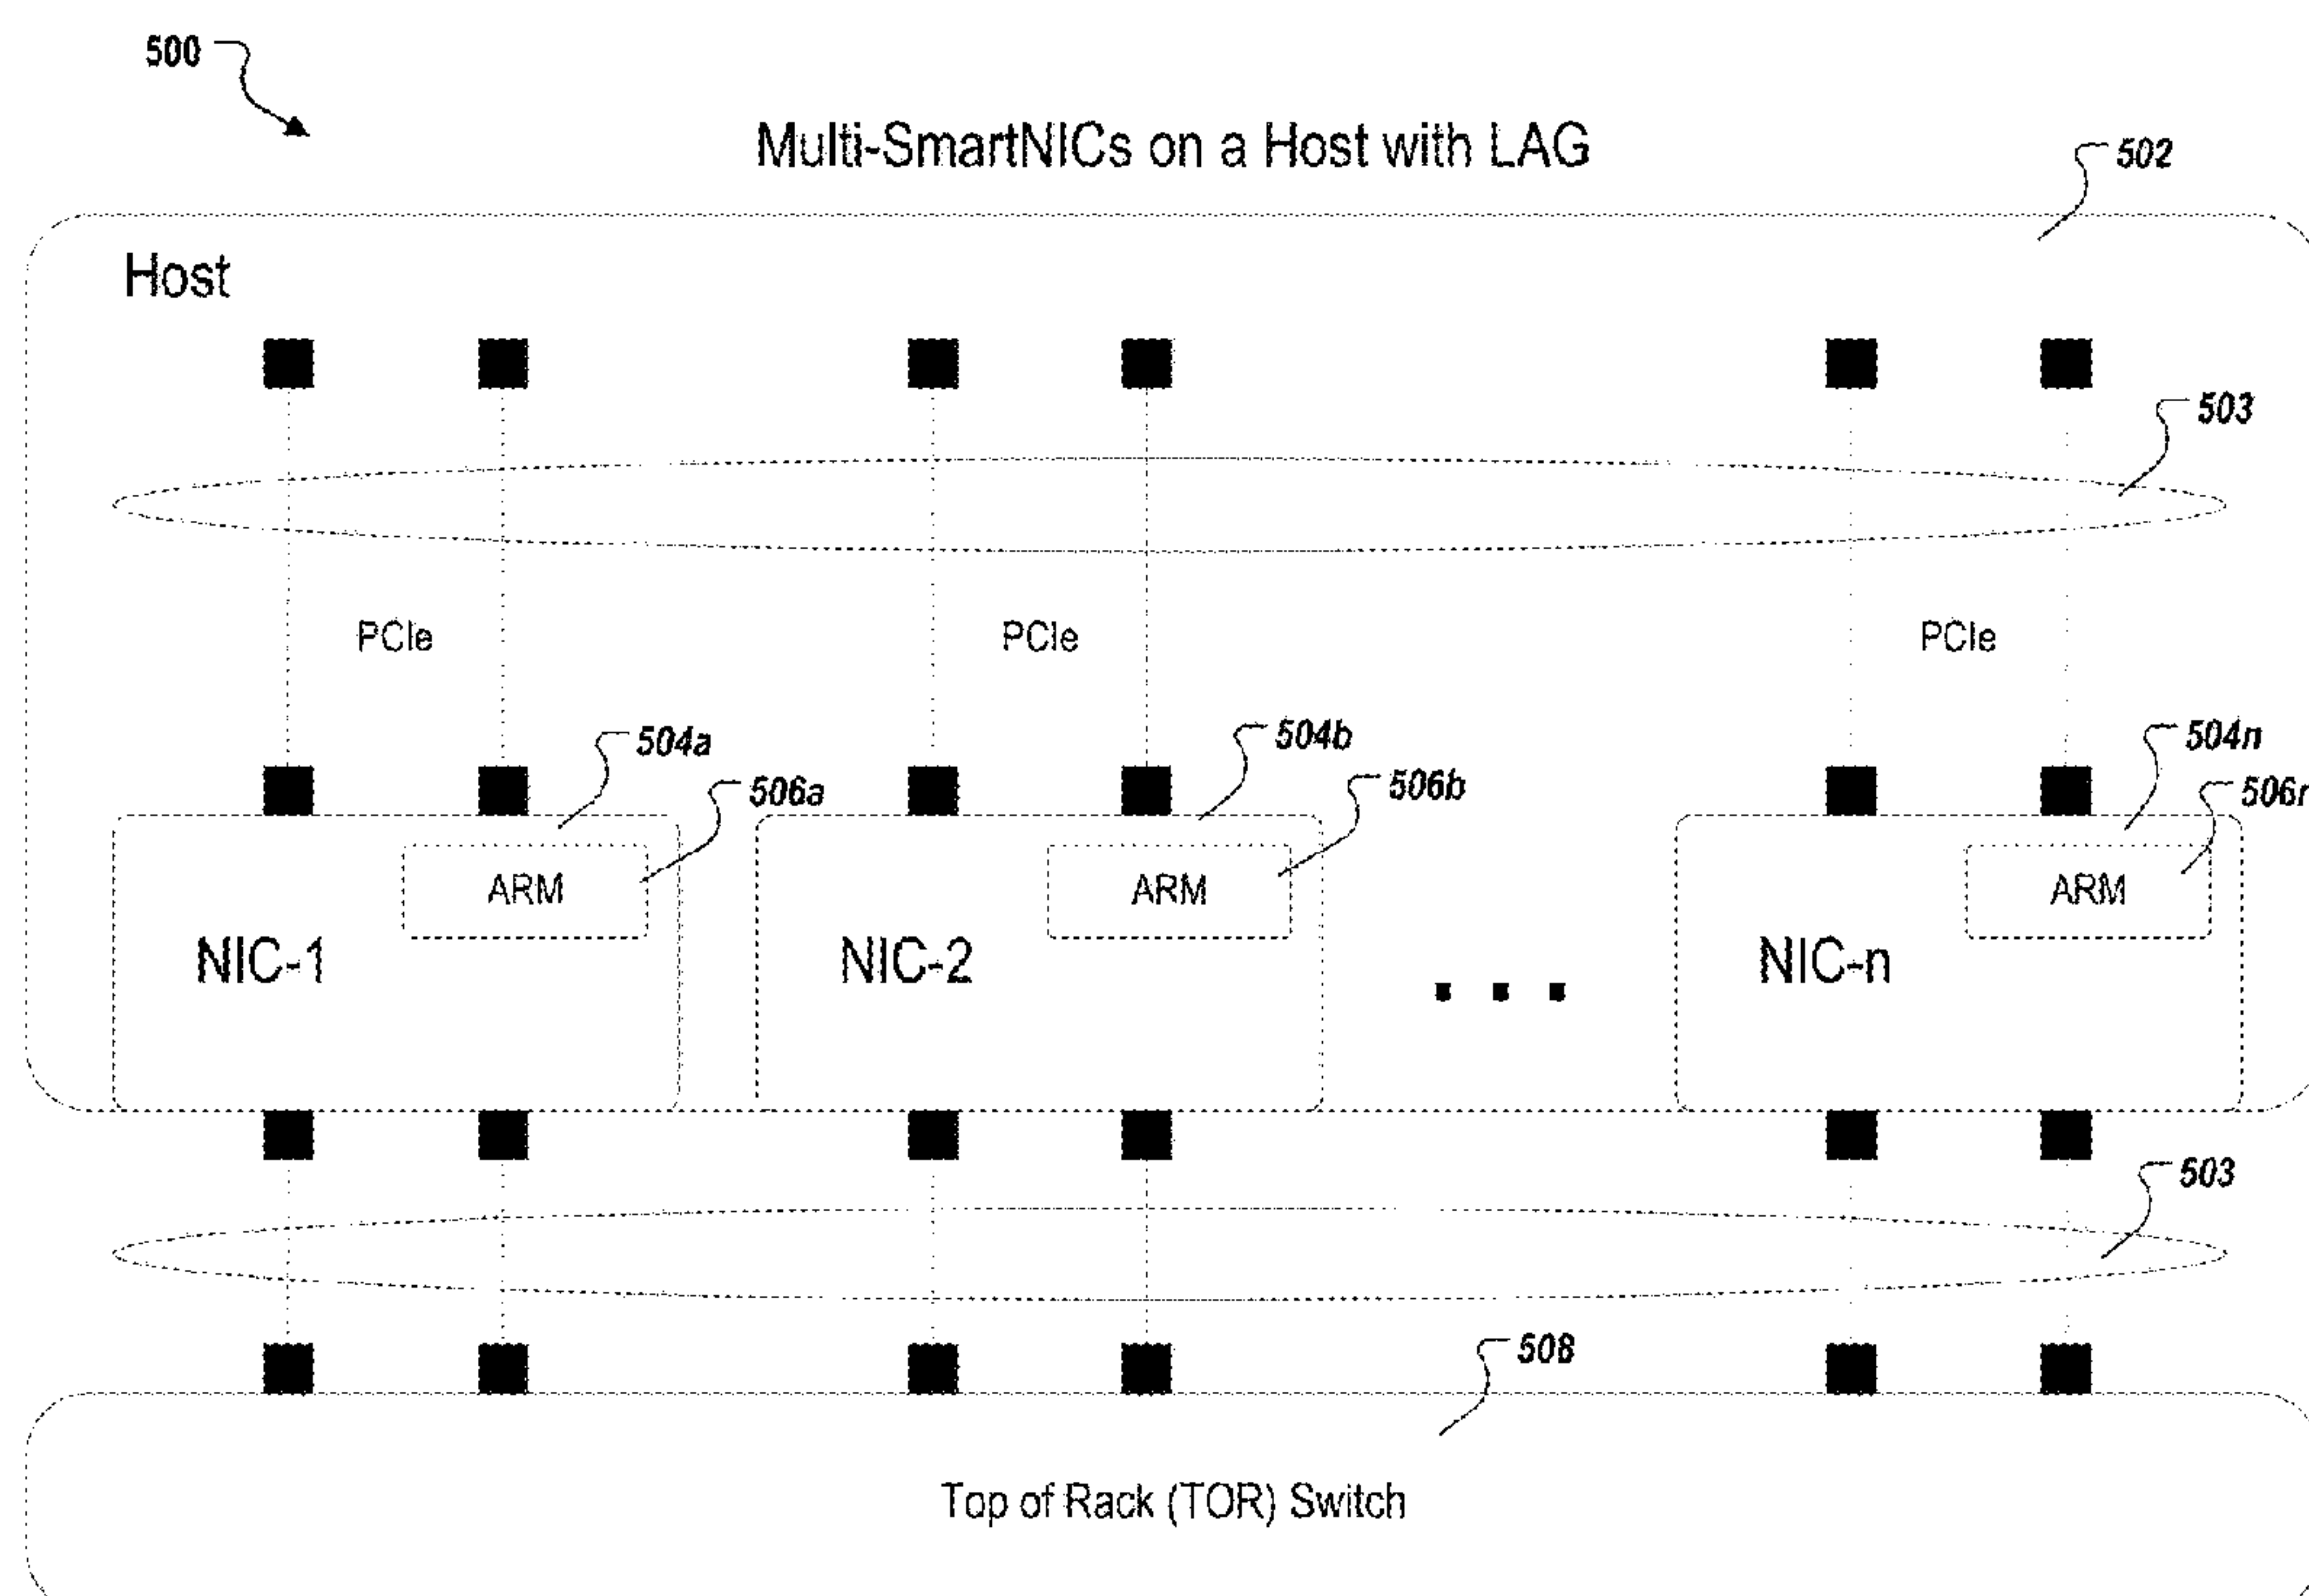 500
Multi-SmartNICs on a Host with LAG
502
Host
503
PCIe PCIe PCIe
504a 504b 504n
506a 506b
ARM ARM ARM
NIC-1 NIC-2 ... NIC-n
503
508
Top of Rack (TOR) Switch